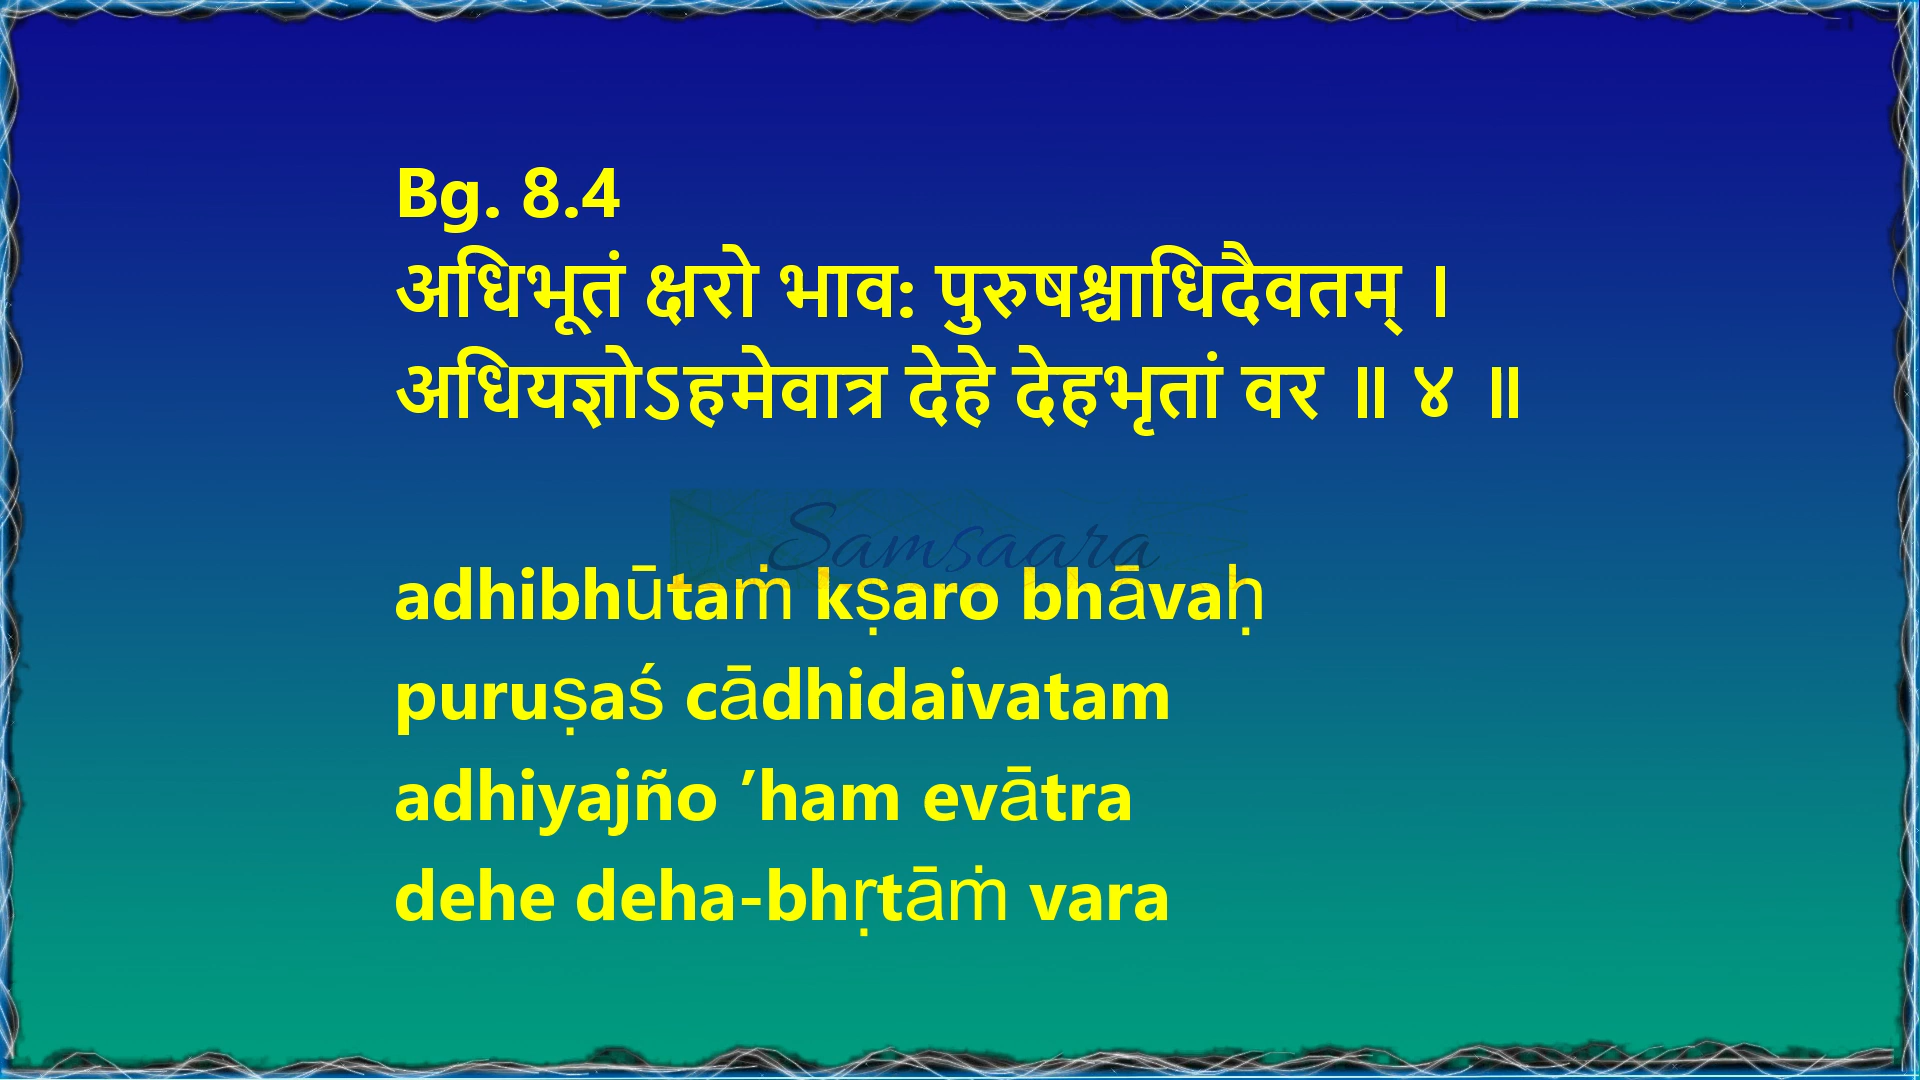 Bg. 8.4
अधिभूतं क्षरो भाव: पुरुषश्चाधिदैवतम् ।
अधियज्ञोऽहमेवात्र देहे देहभृतां वर ॥ ४ ॥
Samsaara
adhibhūtaṁ kṣaro bhāvaḥ
puruṣaś cādhidaivatam
adhiyajño ’ham evātra
dehe deha-bhṛtāṁ vara